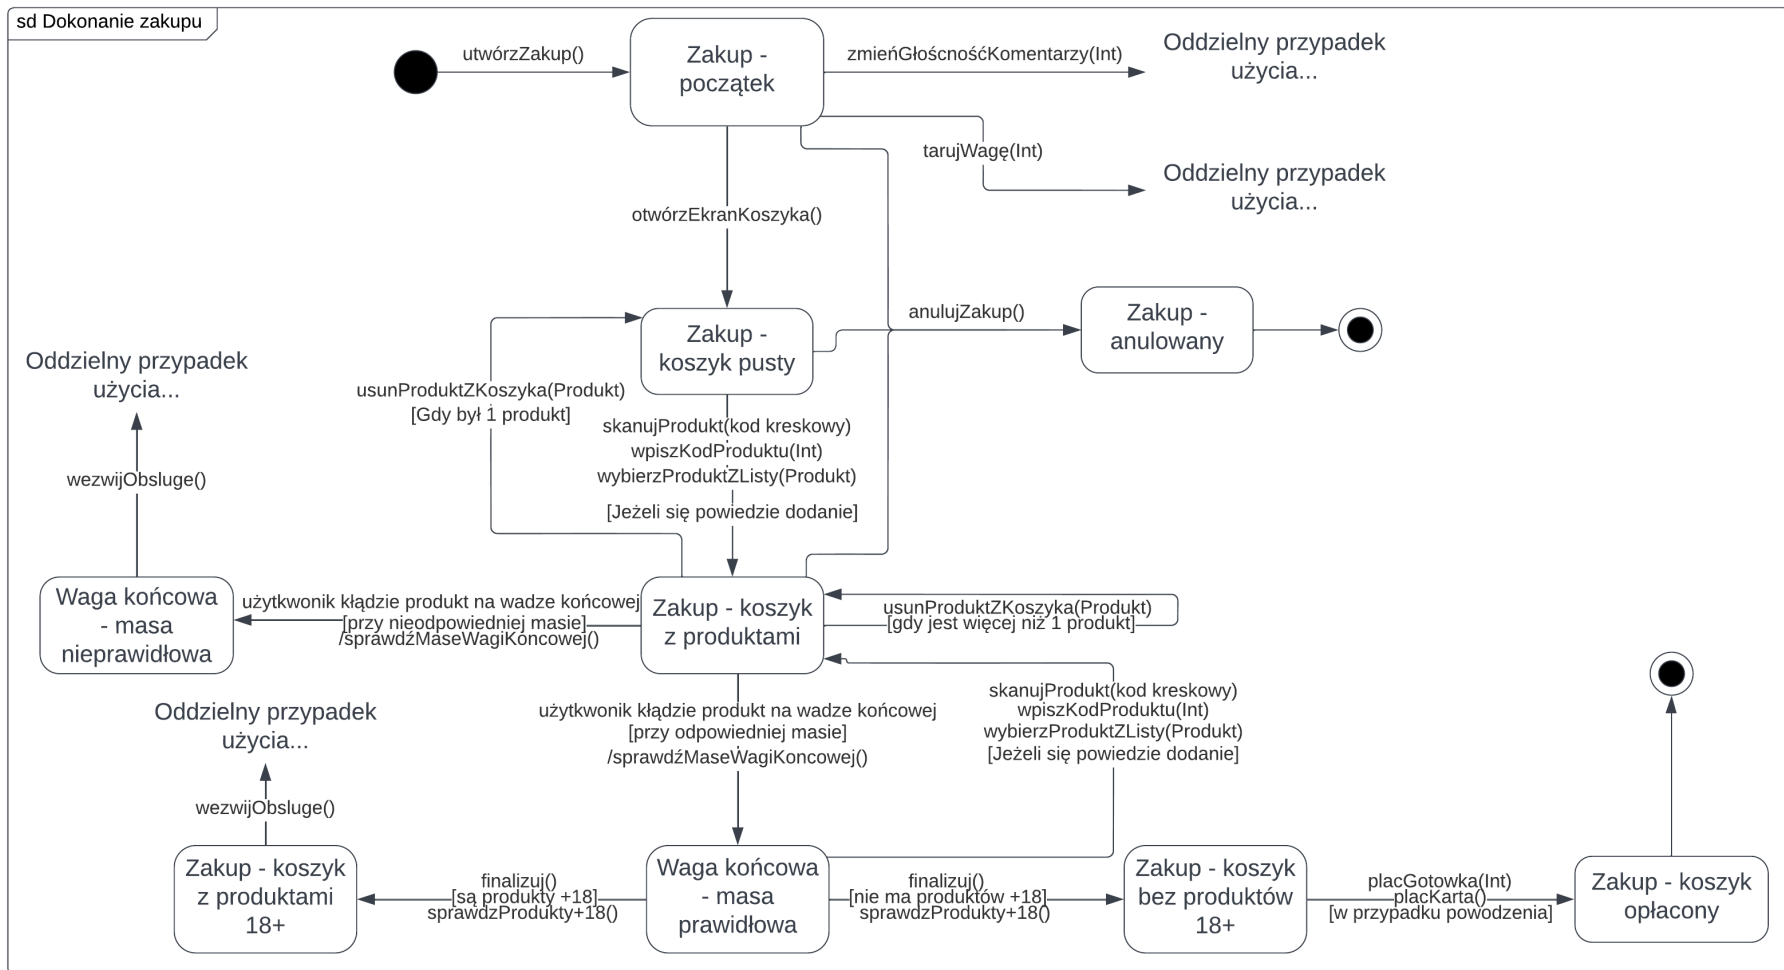 sd Dokonanie zakupu
utwórzZakup()
Zakup -
początek
zmieńGłoścnośćKomentarzy(Int)
Oddzielny przypadek
użycia...
tarujWagę(Int)
Oddzielny przypadek
użycia...
otwórzEkranKoszyka()
Zakup -
koszyk pusty
anulujZakup()
Zakup -
anulowany
Oddzielny przypadek
użycia...
usunProduktZKoszyka(Produkt)
[Gdy był 1 produkt]
skanujProdukt(kod kreskowy)
wpiszKodProduktu(Int)
wybierzProduktZListy(Produkt)
[Jeżeli się powiedzie dodanie]
wezwijObsluge()
Waga końcowa
- masa
nieprawidłowa
użytkwonik kłądzie produkt na wadze końcowej
[przy nieodpowiedniej masie]
/sprawdźMaseWagiKoncowej()
Zakup - koszyk
z produktami
usunProduktZKoszyka(Produkt)
[gdy jest więcej niż 1 produkt]
Oddzielny przypadek
użycia...
użytkwonik kłądzie produkt na wadze końcowej
[przy odpowiedniej masie]
/sprawdźMaseWagiKoncowej()
skanujProdukt(kod kreskowy)
wpiszKodProduktu(Int)
wybierzProduktZListy(Produkt)
[Jeżeli się powiedzie dodanie]
wezwijObsluge()
Zakup - koszyk
z produktami
18+
finalizuj()
[są produkty +18]
sprawdzProdukty+18()
Waga końcowa
- masa
prawidłowa
finalizuj()
[nie ma produktów +18]
sprawdzProdukty+18()
Zakup - koszyk
bez produktów
18+
placGotowka(Int)
placKarta()
[w przypadku powodzenia]
Zakup - koszyk
opłacony